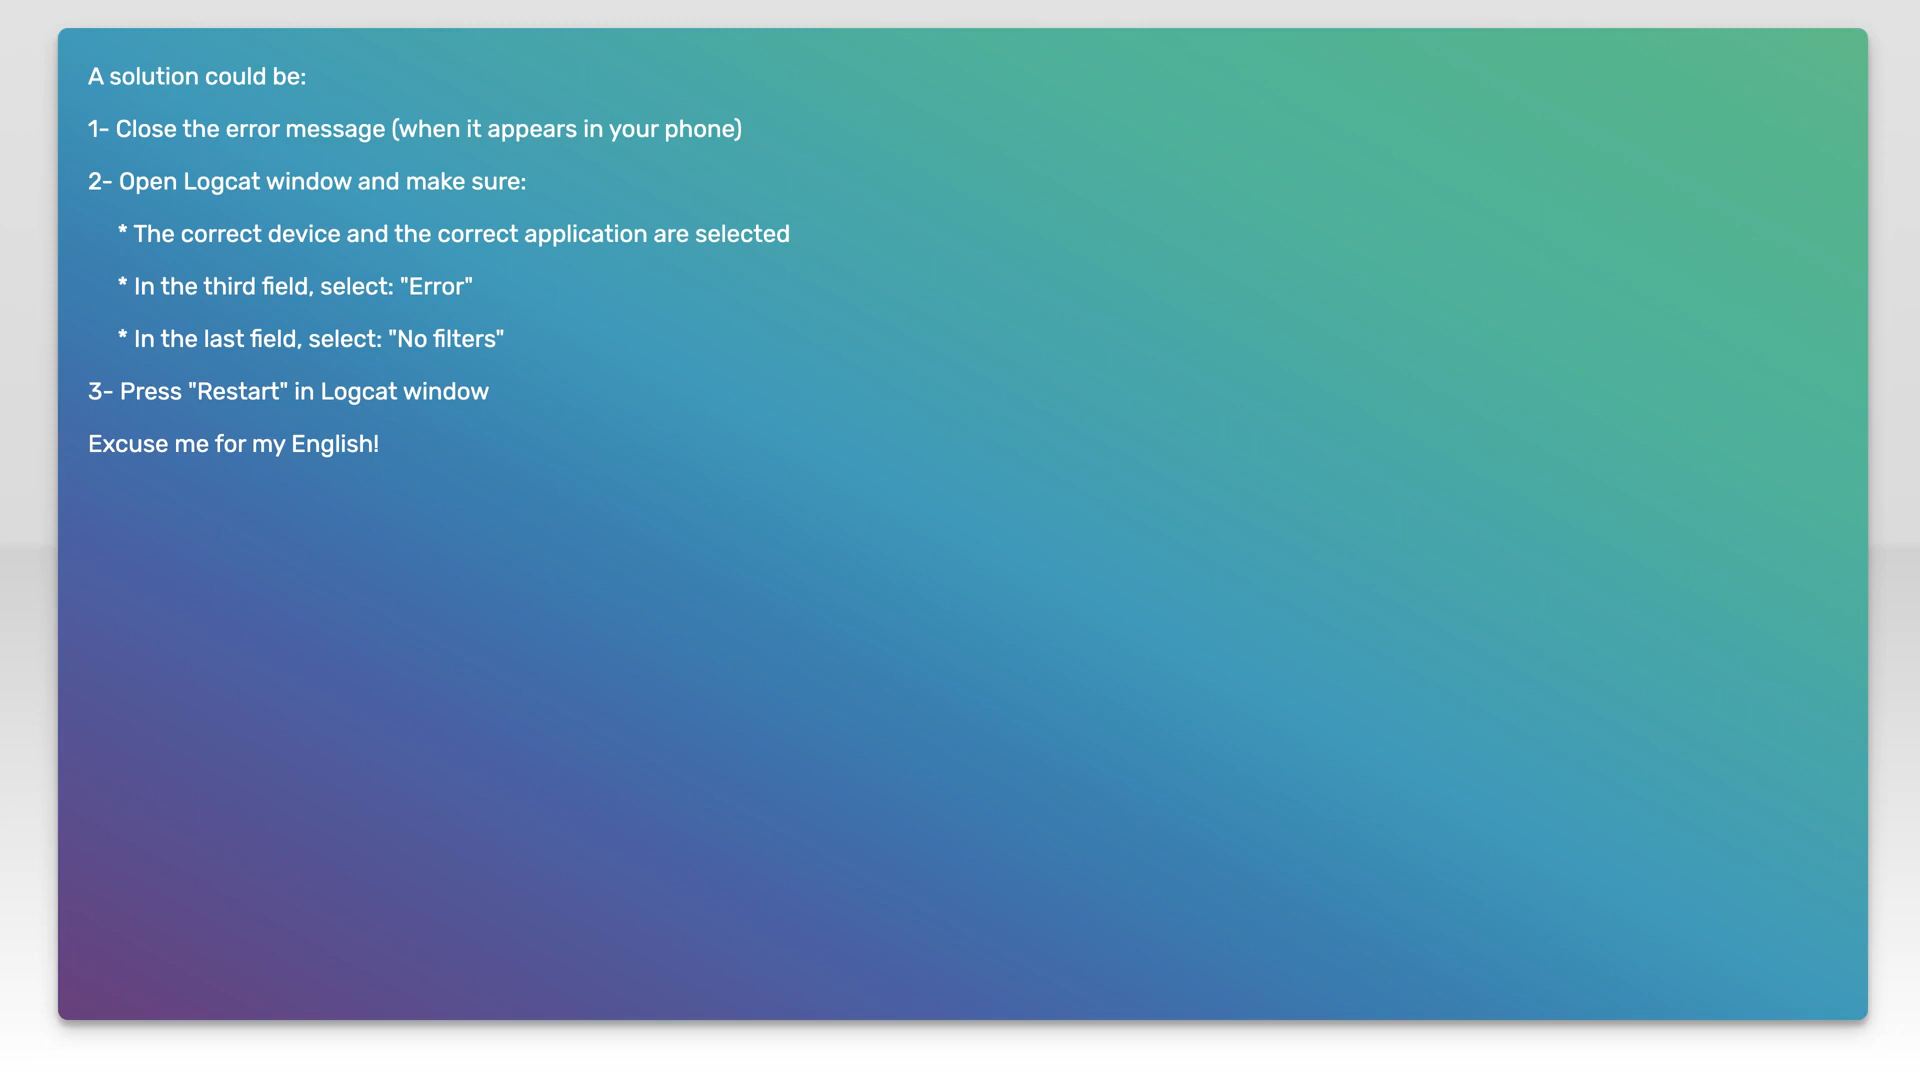 A solution could be:
1- Close the error message (when it appears in your phone)
2- Open Logcat window and make sure:
* The correct device and the correct application are selected
* In the third field, select: "Error"
* In the last field, select: "No filters"
3- Press "Restart" in Logcat window
Excuse me for my English!